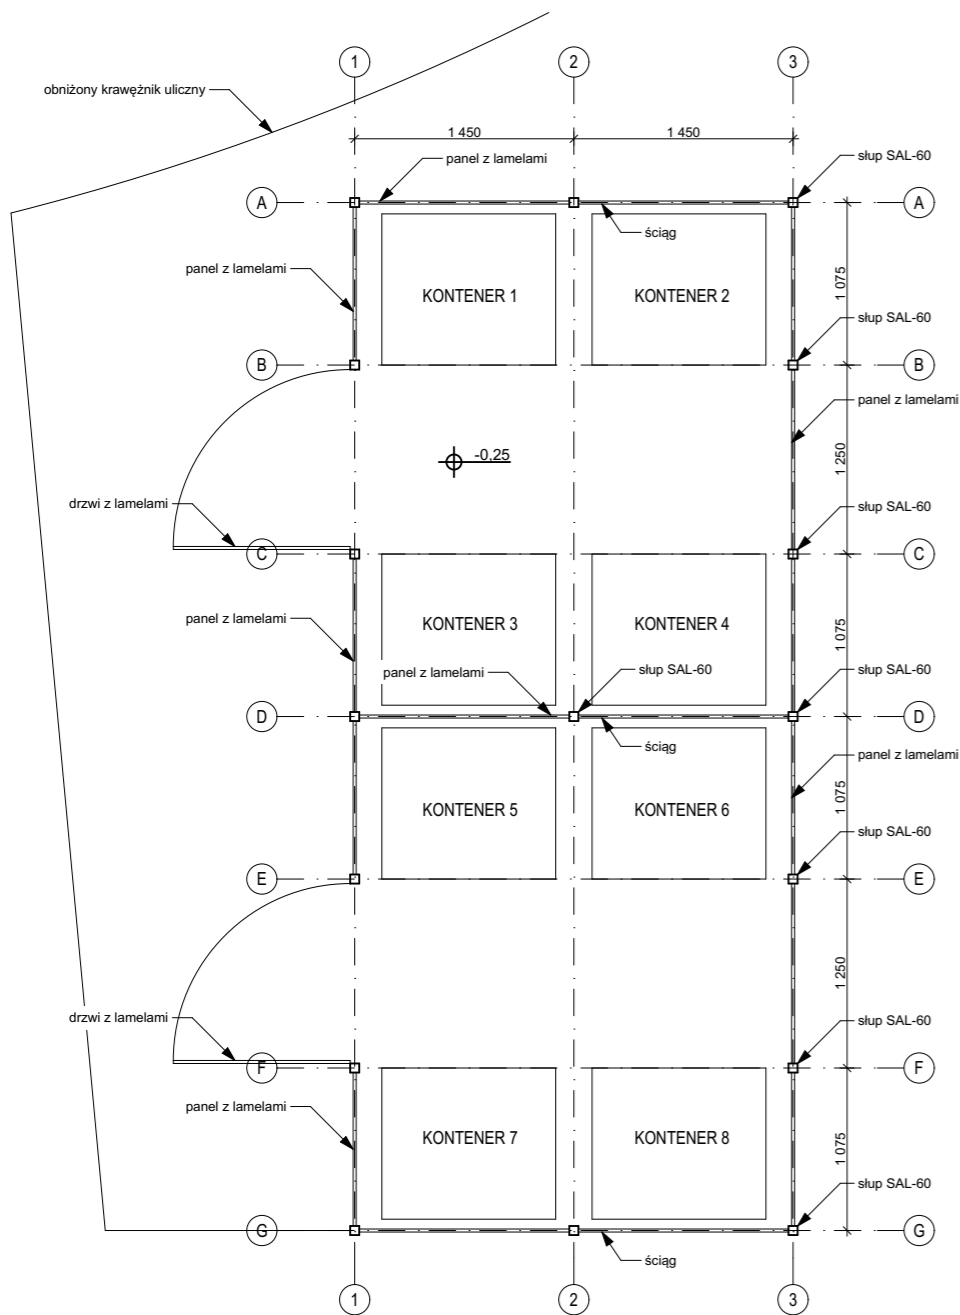 1
2
3
obniżony krawężnik uliczny
1 450
1 450
panel z lamelami
słup SAL-60
A
A
ściąg
panel z lamelami
1 075
KONTENER 1
KONTENER 2
słup SAL-60
B
B
panel z lamelami
-0,25
1 250
drzwi z lamelami
słup SAL-60
C
C
panel z lamelami
KONTENER 3
KONTENER 4
1 075
panel z lamelami
słup SAL-60
słup SAL-60
D
D
ściąg
panel z lamelami
1 075
KONTENER 5
KONTENER 6
słup SAL-60
E
E
1 250
drzwi z lamelami
słup SAL-60
F
F
panel z lamelami
KONTENER 7
KONTENER 8
1 075
słup SAL-60
G
G
ściąg
1
2
3